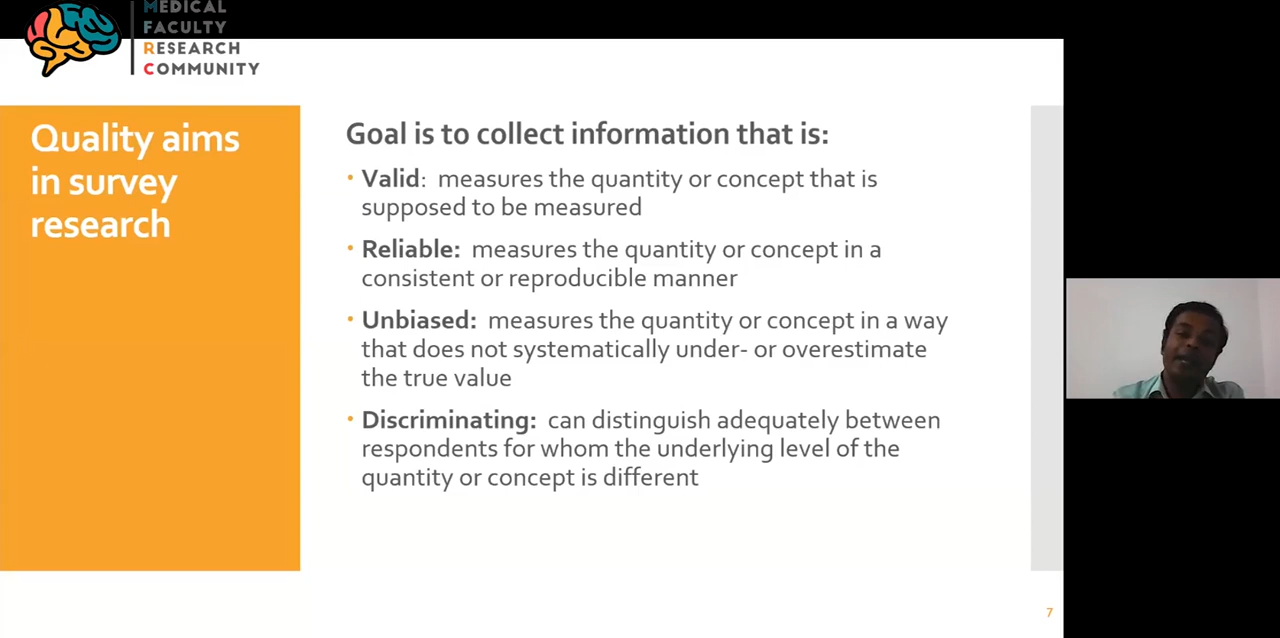 MEDICAL
FACULTY
RESEARCH
COMMUNITY
Quality aims
in survey
research
Goal is to collect information that is:
• Valid: measures the quantity or concept that is
supposed to be measured
• Reliable: measures the quantity or concept in a
consistent or reproducible manner
• Unbiased: measures the quantity or concept in a way
that does not systematically under- or overestimate
the true value
• Discriminating: can distinguish adequately between
respondents for whom the underlying level of the
quantity or concept is different
7